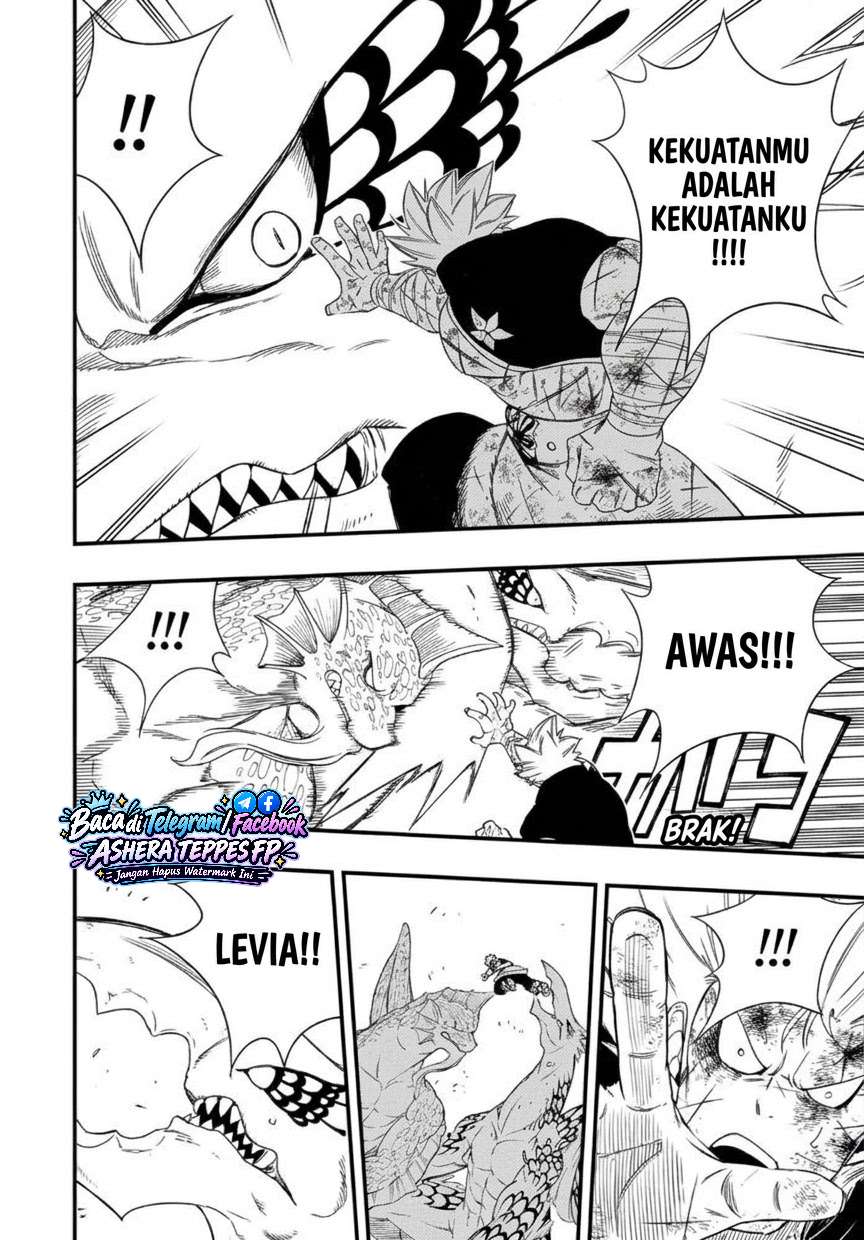 !!
KEKUATANMU
ADALAH
KEKUATANKU
!!!!
!!!
AWAS!!!
BRAK!
Baca di Telegram/Facebook
ASHERA TEPPES FP
Jangan Hapus Watermark Ini
LEVIA!!
!!!